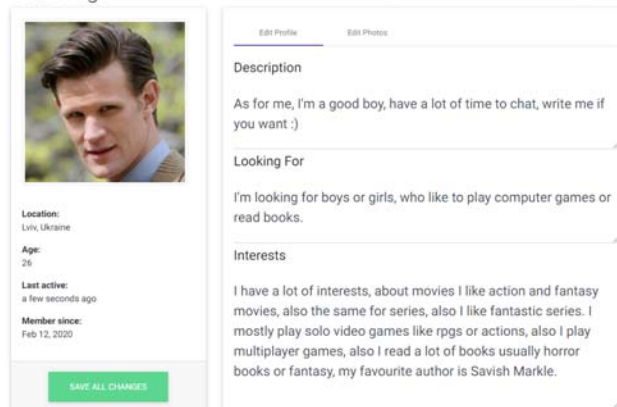 Location:
Lviv, Ukraine
Age:
26
Last active:
a few seconds ago
Member since:
Feb 12, 2020
SAVE ALL CHANGES
Edit Profile
Edit Photos
Description
As for me, I'm a good boy, have a lot of time to chat, write me if
you want :)
Looking For
I'm looking for boys or girls, who like to play computer games or
read books.
Interests
I have a lot of interests, about movies I like action and fantasy
movies, also the same for series, also I like fantastic series. I
mostly play solo video games like rpgs or actions, also I play
multiplayer games, also I read a lot of books usually horror
books or fantasy, my favourite author is Savish Markle.